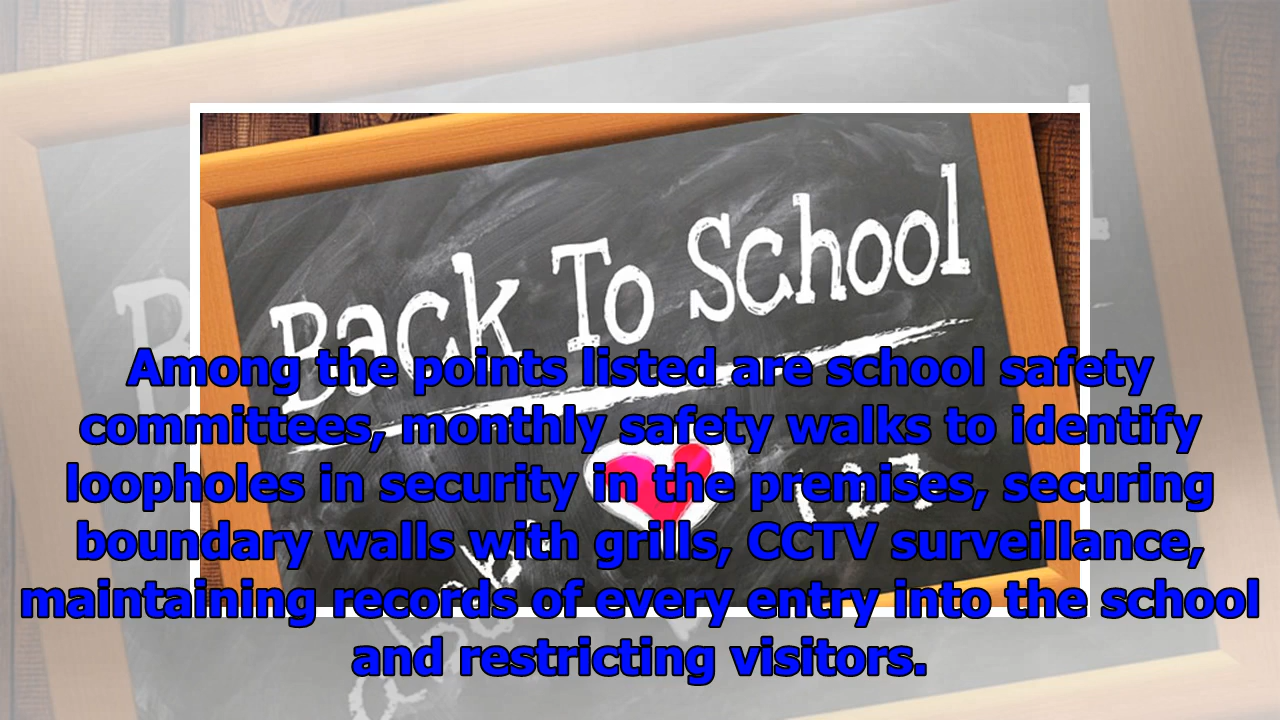 Back To School
Among the points listed are school safety
committees, monthly safety walks to identify
loopholes in security in the premises, securing
boundary walls with grills, CCTV surveillance,
maintaining records of every entry into the school
and restricting visitors.
123
abc